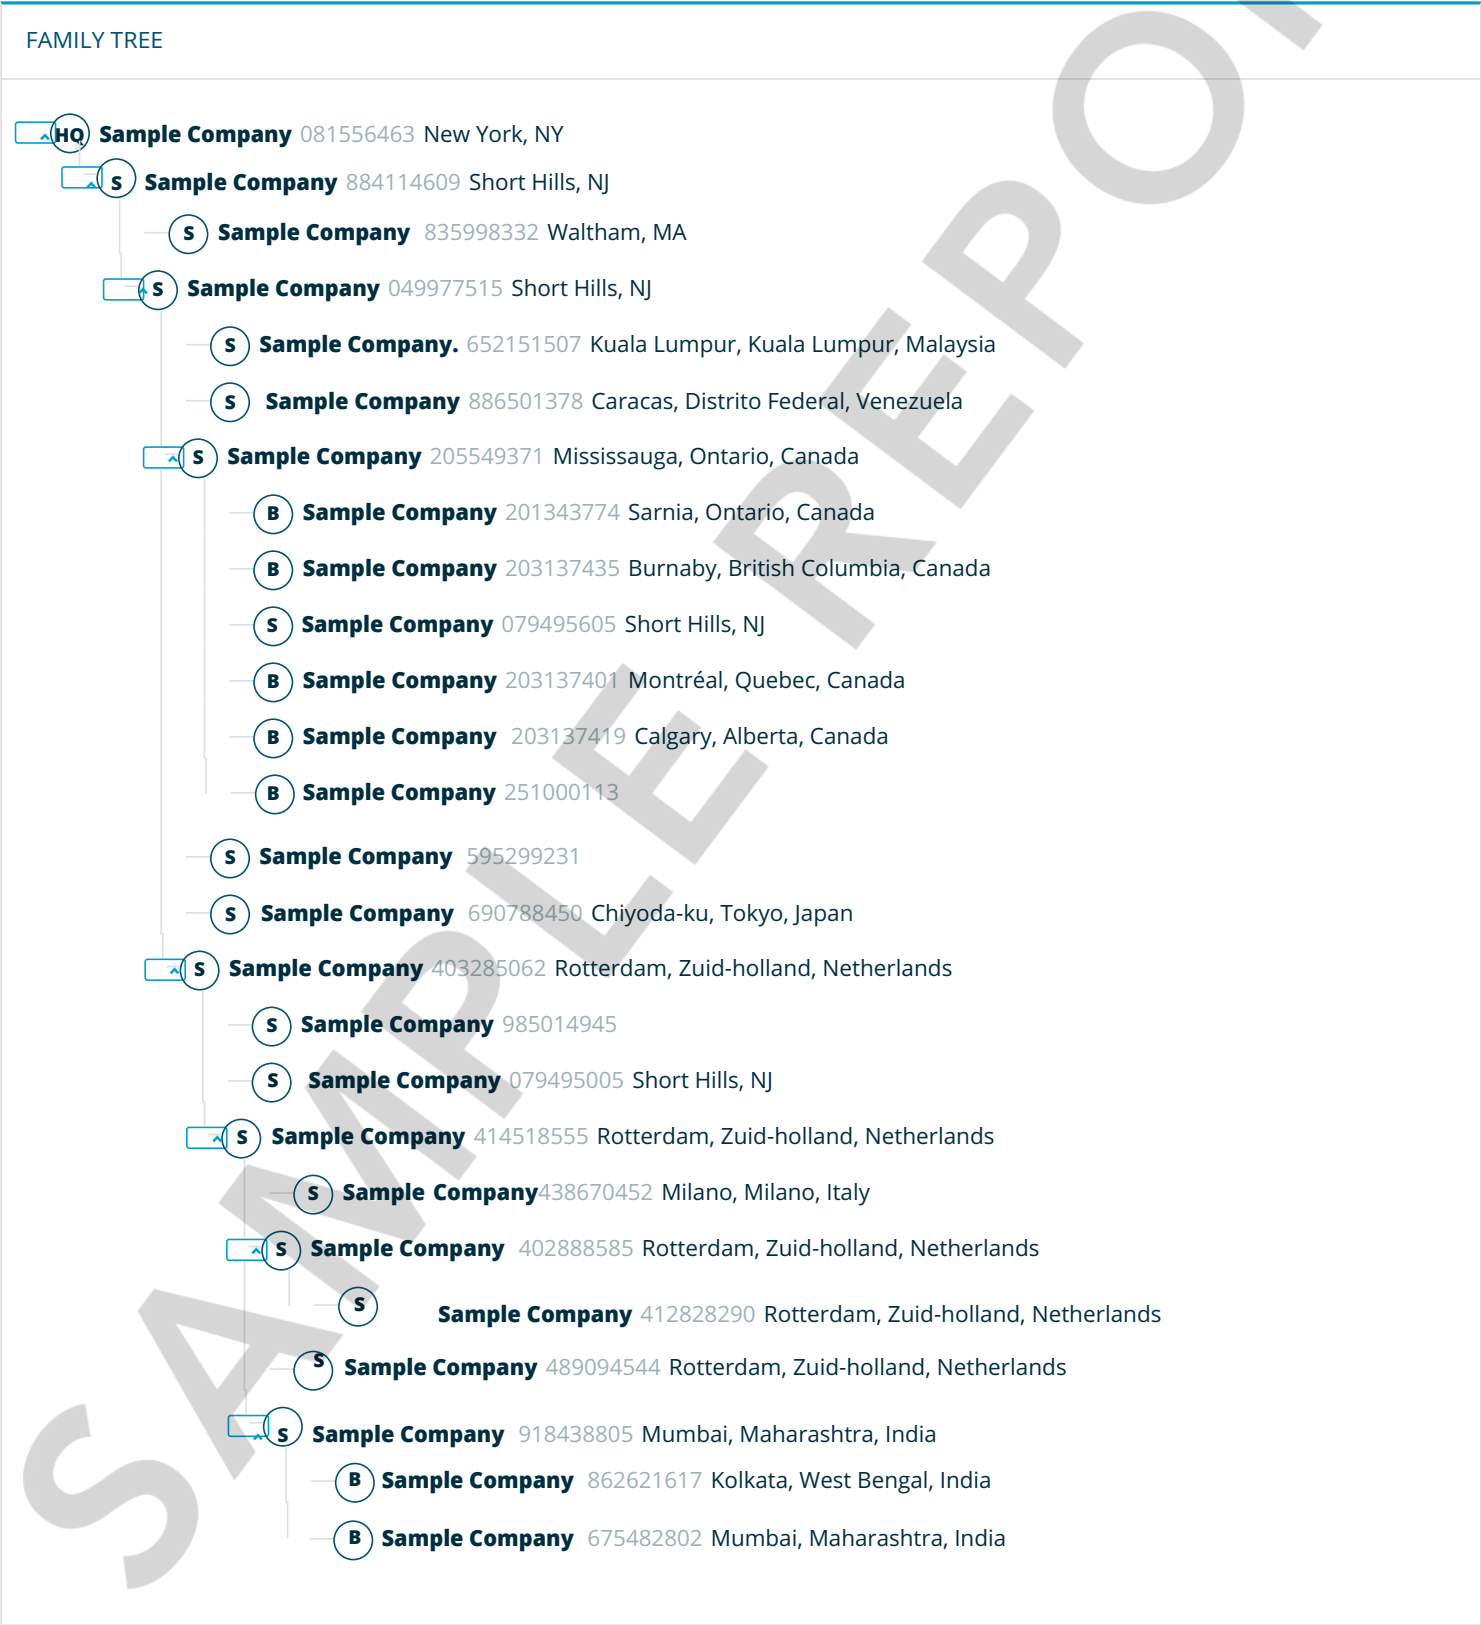 FAMILY TREE
HQ Sample Company 081556463 New York, NY
S Sample Company 884114609 Short Hills, NJ
S Sample Company 835998332 Waltham, MA
S Sample Company 049977515 Short Hills, NJ
S Sample Company. 652151507 Kuala Lumpur, Kuala Lumpur, Malaysia
S Sample Company 886501378 Caracas, Distrito Federal, Venezuela
S Sample Company 205549371 Mississauga, Ontario, Canada
B Sample Company 201343774 Sarnia, Ontario, Canada
B Sample Company 203137435 Burnaby, British Columbia, Canada
S Sample Company 079495605 Short Hills, NJ
B Sample Company 203137401 Montréal, Quebec, Canada
B Sample Company 203137419 Calgary, Alberta, Canada
B Sample Company 251000113
S Sample Company 595299231
S Sample Company 690788450 Chiyoda-ku, Tokyo, Japan
S Sample Company 403285062 Rotterdam, Zuid-holland, Netherlands
S Sample Company 985014945
S Sample Company 079495005 Short Hills, NJ
S Sample Company 414518555 Rotterdam, Zuid-holland, Netherlands
S Sample Company438670452 Milano, Milano, Italy
S Sample Company 402888585 Rotterdam, Zuid-holland, Netherlands
S Sample Company 412828290 Rotterdam, Zuid-holland, Netherlands
S Sample Company 489094544 Rotterdam, Zuid-holland, Netherlands
S Sample Company 918438805 Mumbai, Maharashtra, India
B Sample Company 862621617 Kolkata, West Bengal, India
B Sample Company 675482802 Mumbai, Maharashtra, India
SAMPLE REPO